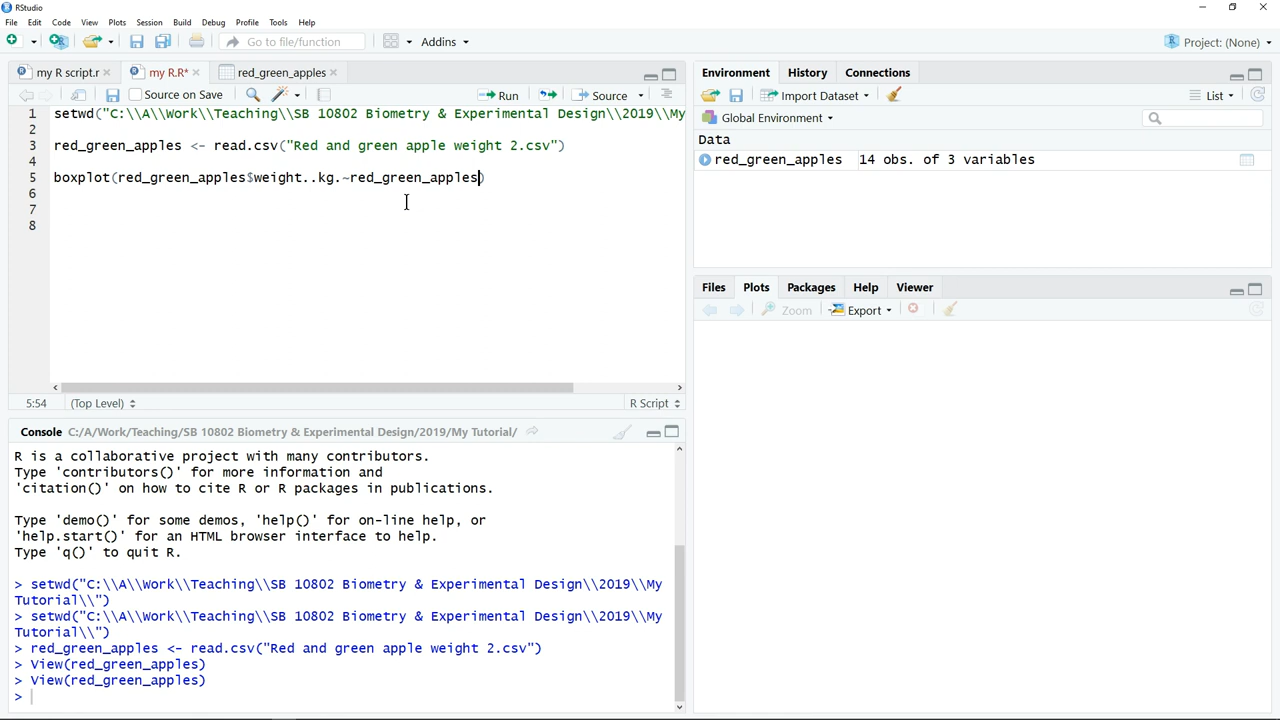 RStudio
File Edit Code View Plots Session Build Debug Profile Tools Help
Go to file/function Addins Project: (None)
my R script.r my R.R* red_green_apples
Source on Save Run Source
1 setwd("C:\\A\\Work\\Teaching\\SB 10802 Biometry & Experimental Design\\2019\\My
2
3 red_green_apples <- read.csv("Red and green apple weight 2.csv")
4
5 boxplot(red_green_apples$weight..kg.~red_green_apples)
6
7
8
5:54 (Top Level) R Script
Console C:/A/Work/Teaching/SB 10802 Biometry & Experimental Design/2019/My Tutorial/
R is a collaborative project with many contributors.
Type 'contributors()' for more information and
'citation()' on how to cite R or R packages in publications.
Type 'demo()' for some demos, 'help()' for on-line help, or
'help.start()' for an HTML browser interface to help.
Type 'q()' to quit R.
> setwd("C:\\A\\Work\\Teaching\\SB 10802 Biometry & Experimental Design\\2019\\My
Tutorial\\")
> setwd("C:\\A\\Work\\Teaching\\SB 10802 Biometry & Experimental Design\\2019\\My
Tutorial\\")
> red_green_apples <- read.csv("Red and green apple weight 2.csv")
> View(red_green_apples)
> View(red_green_apples)
>
Environment History Connections
Import Dataset List
Global Environment
Data
red_green_apples 14 obs. of 3 variables
Files Plots Packages Help Viewer
Zoom Export